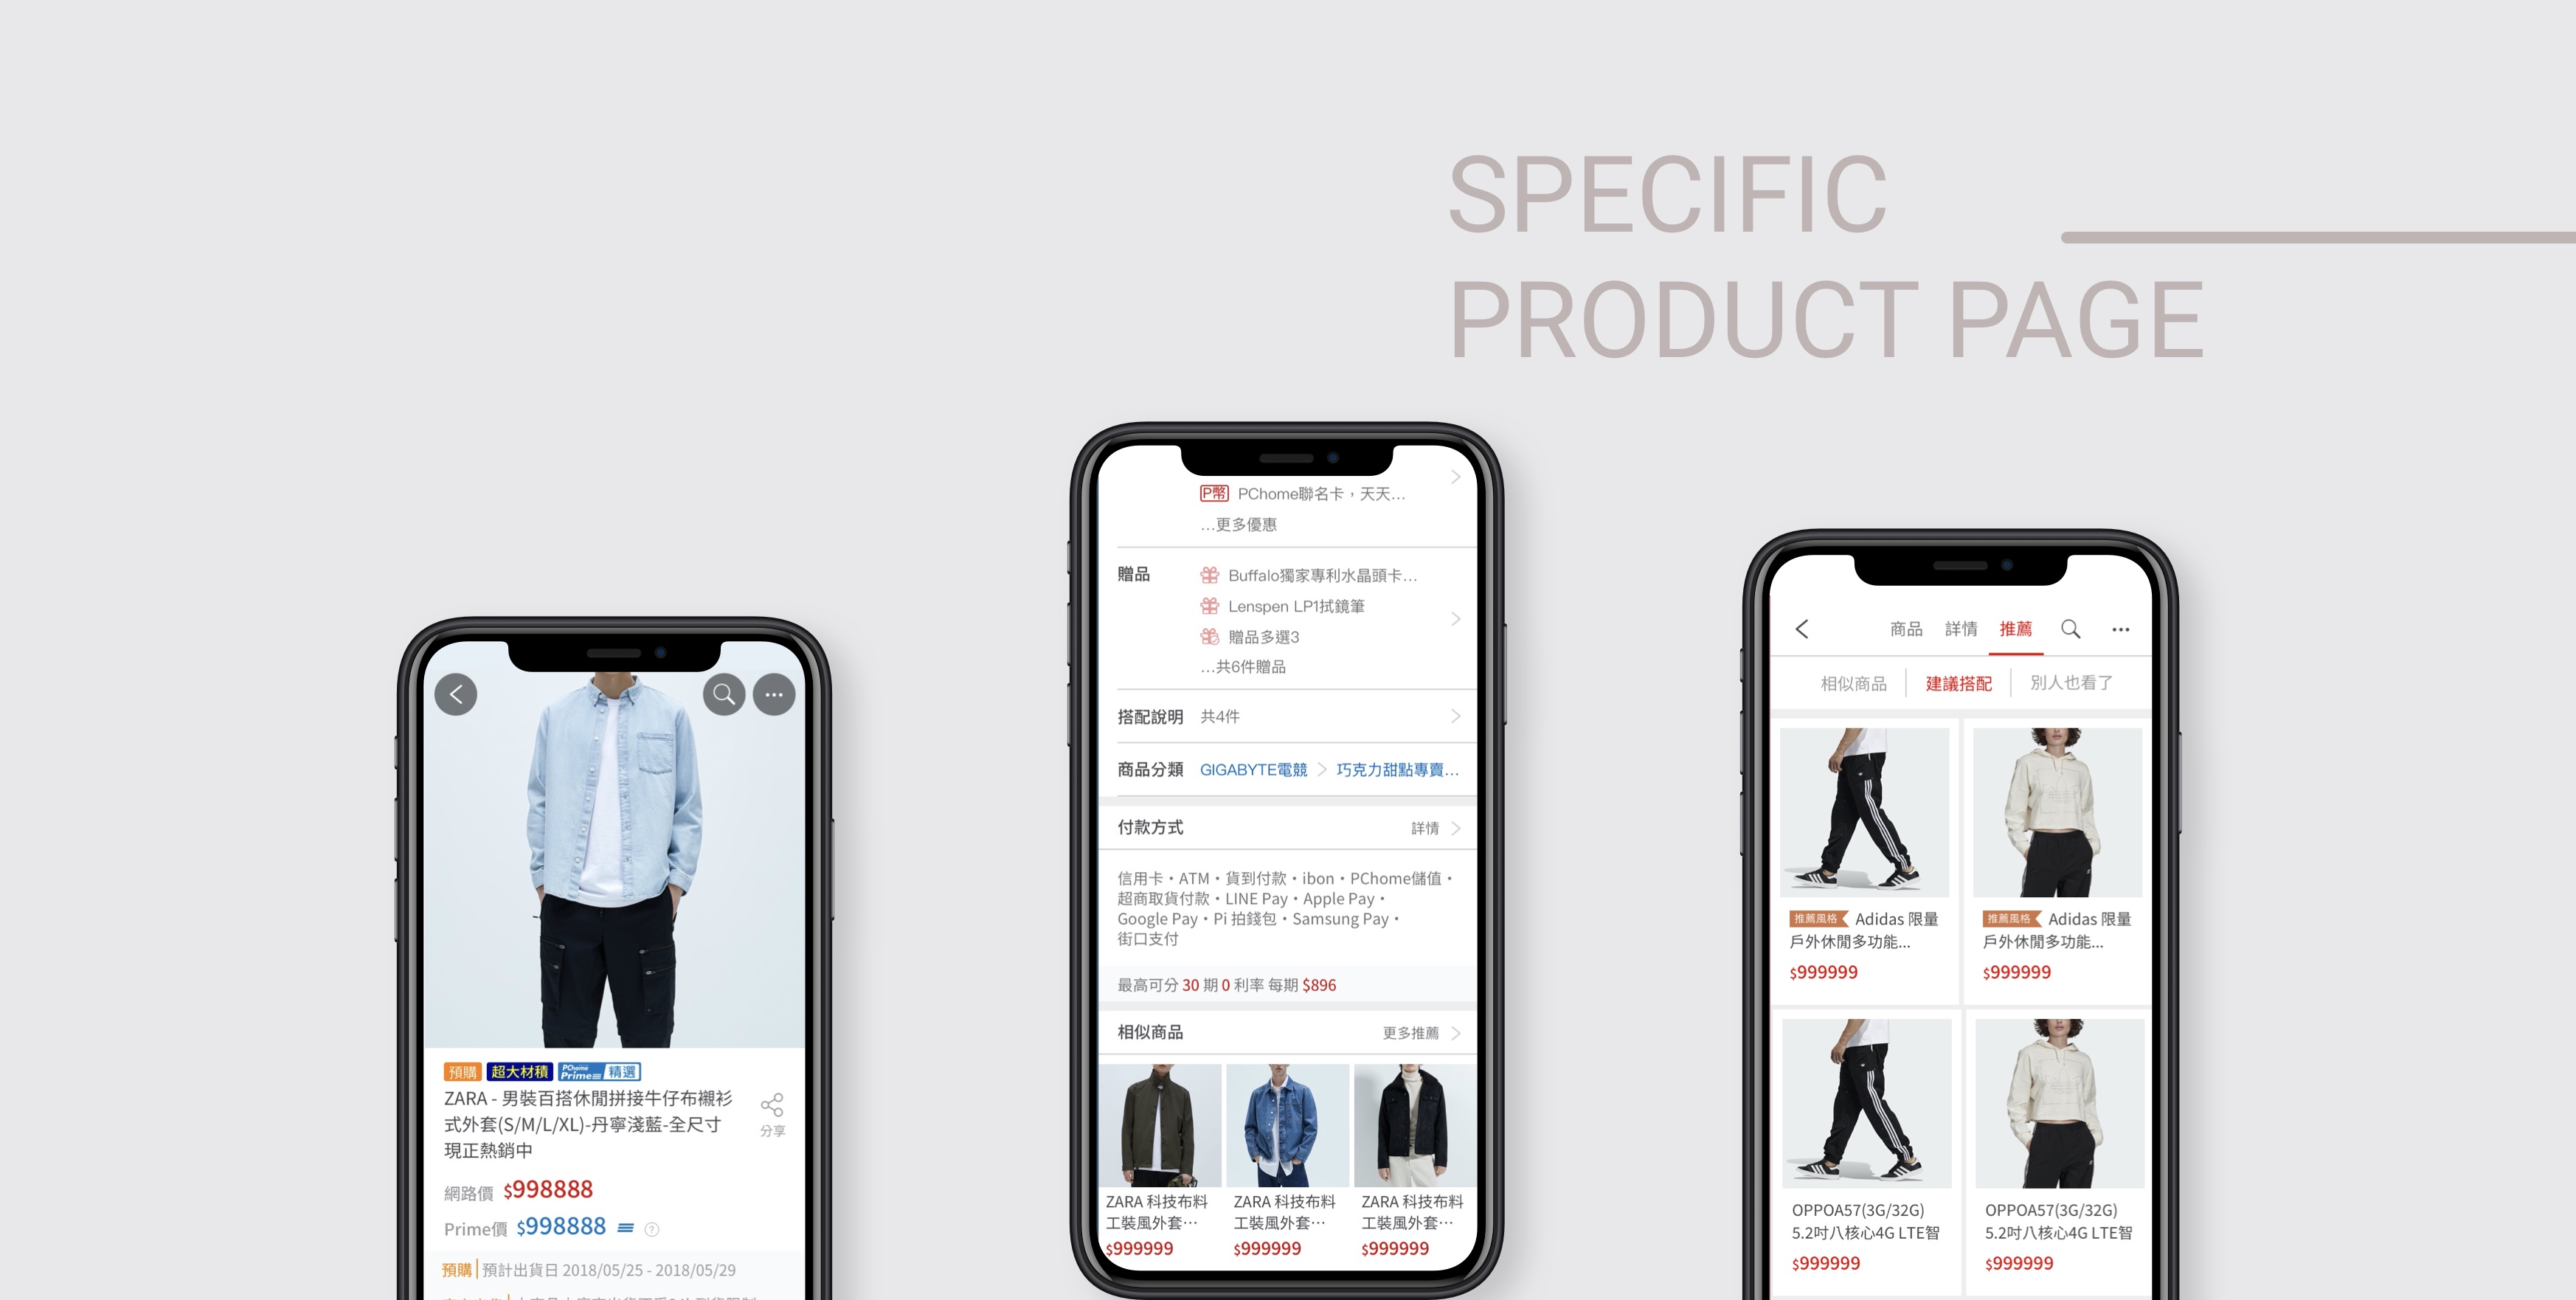 SPECIFIC
PRODUCT PAGE
預購 超大材積 PChome Prime 精選
ZARA - 男裝百搭休閒拼接牛仔布襯衫
式外套(S/M/L/XL)-丹寧淺藍-全尺寸
現正熱銷中
分享
網路價 $998888
Prime價 $998888 ?
預購 預計出貨日 2018/05/25 - 2018/05/29
P幣 PChome聯名卡，天天...
...更多優惠
贈品 Buffalo獨家專利水晶頭卡...
Lenspen LP1拭鏡筆
贈品多選3
...共6件贈品
搭配說明 共4件
商品分類 GIGABYTE電競 > 巧克力甜點專賣...
付款方式 詳情
信用卡・ATM・貨到付款・ibon・PChome儲值・
超商取貨付款・LINE Pay・Apple Pay・
Google Pay・Pi 拍錢包・Samsung Pay・
街口支付
最高可分 30 期 0 利率 每期 $896
相似商品 更多推薦
ZARA 科技布料 ZARA 科技布料 ZARA 科技布料
工裝風外套⋯ 工裝風外套⋯ 工裝風外套⋯
$999999 $999999 $999999
商品 詳情 推薦
相似商品 建議搭配 別人也看了
推薦風格 Adidas 限量 推薦風格 Adidas 限量
戶外休閒多功能... 戶外休閒多功能...
$999999 $999999
OPPOA57(3G/32G) OPPOA57(3G/32G)
5.2吋八核心4G LTE智 5.2吋八核心4G LTE智
$999999 $999999